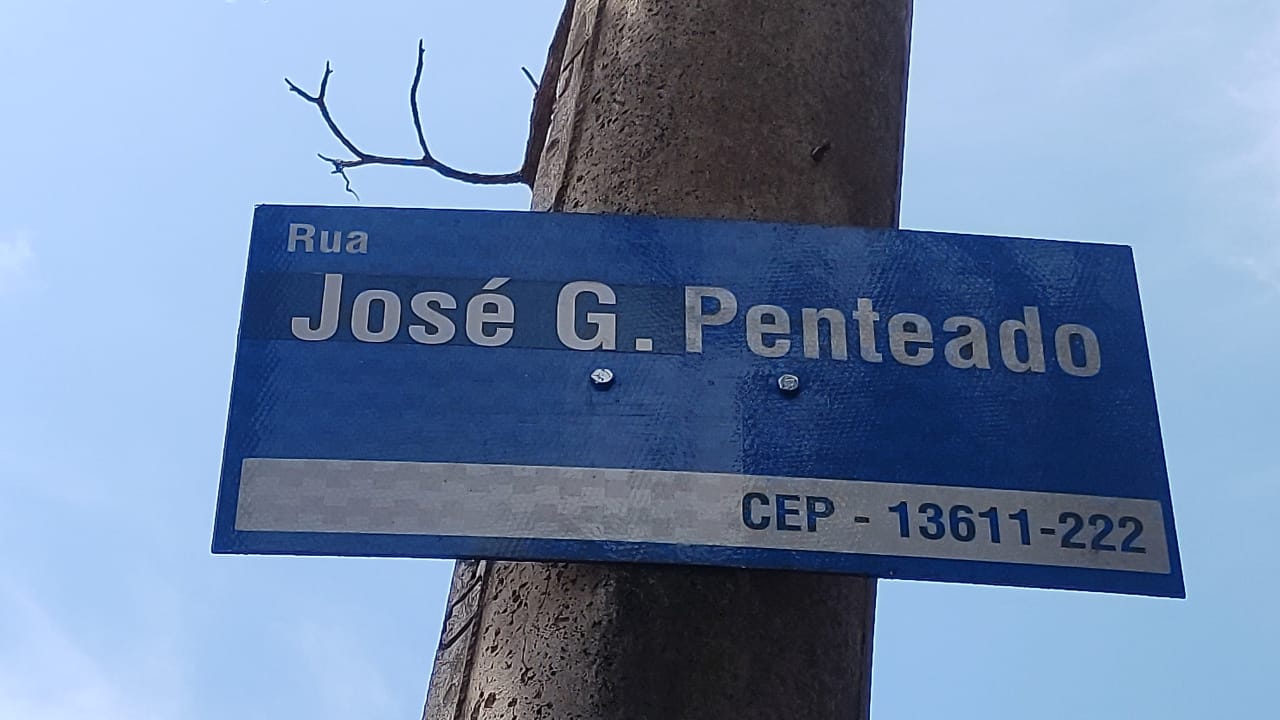 Rua
José G. Penteado
CEP - 13611-222